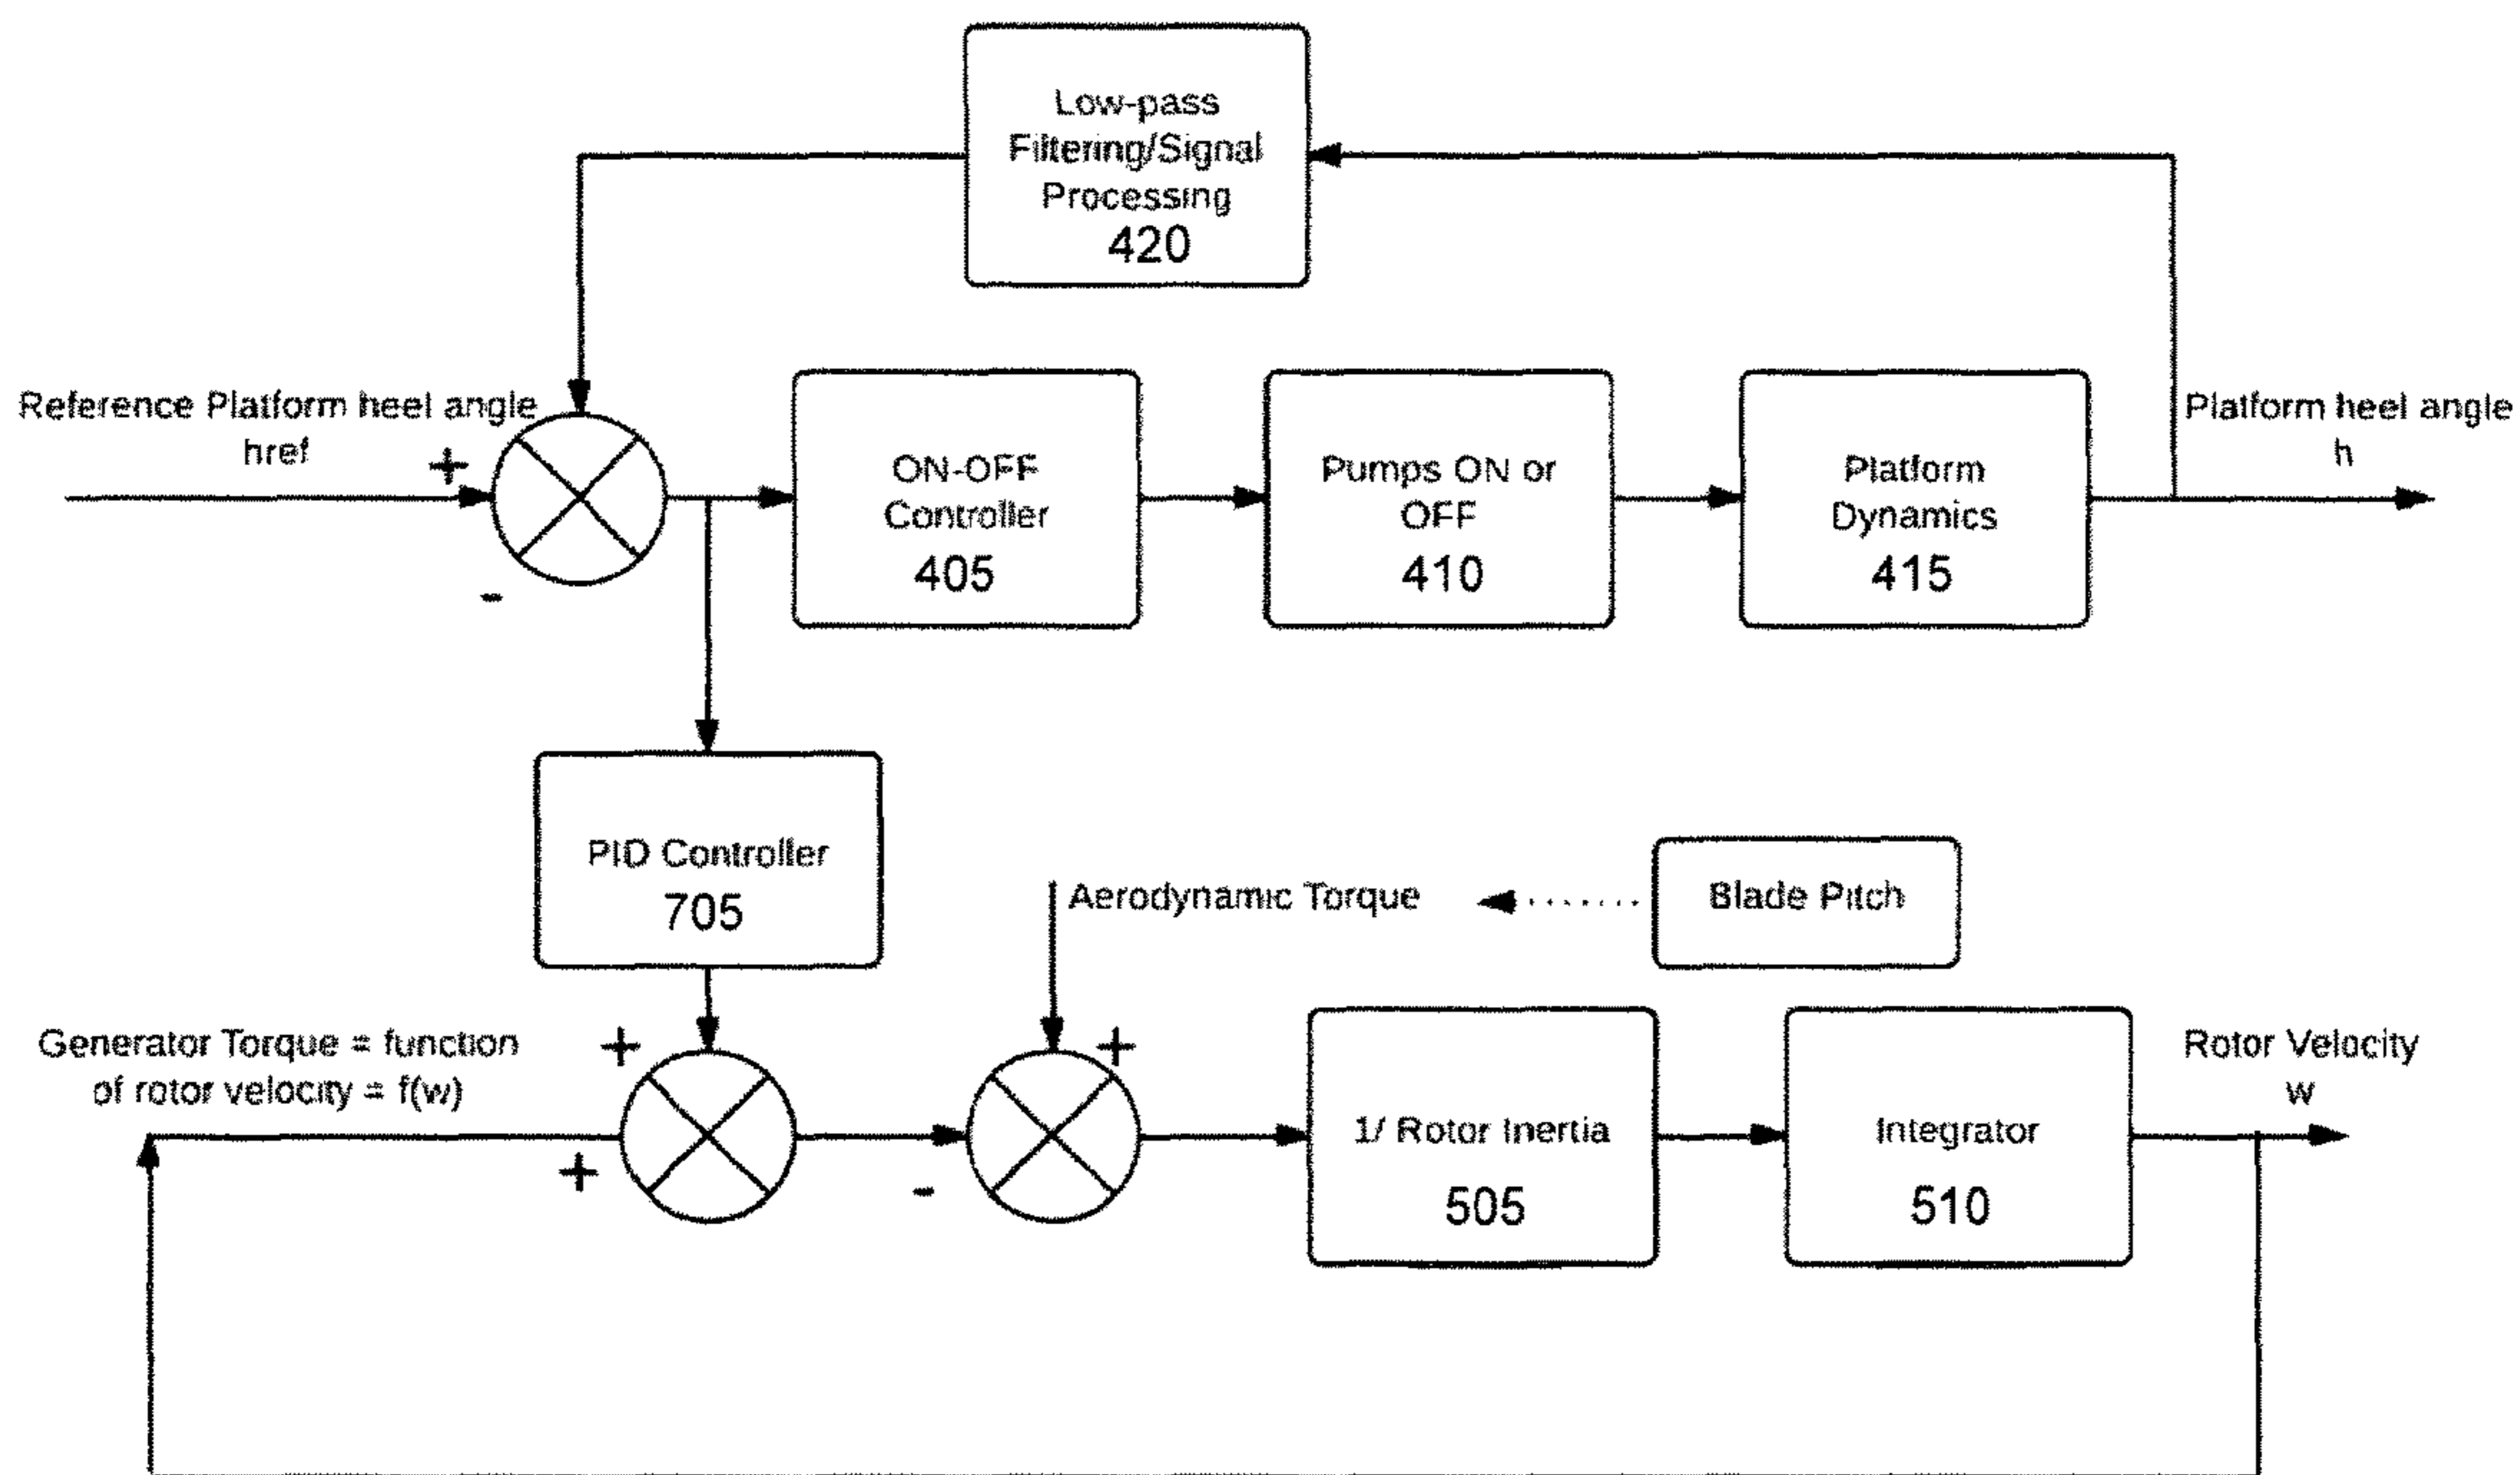 Low-pass
Filtering/Signal
Processing
420
Reference Platform heel angle
href
+
-
ON-OFF
Controller
405
Pumps ON or
OFF
410
Platform
Dynamics
415
Platform heel angle
h
PID Controller
705
Aerodynamic Torque
Blade Pitch
Generator Torque = function
of rotor velocity = f(w)
+
+
+
-
1/ Rotor Inertia
505
Integrator
510
Rotor Velocity
w